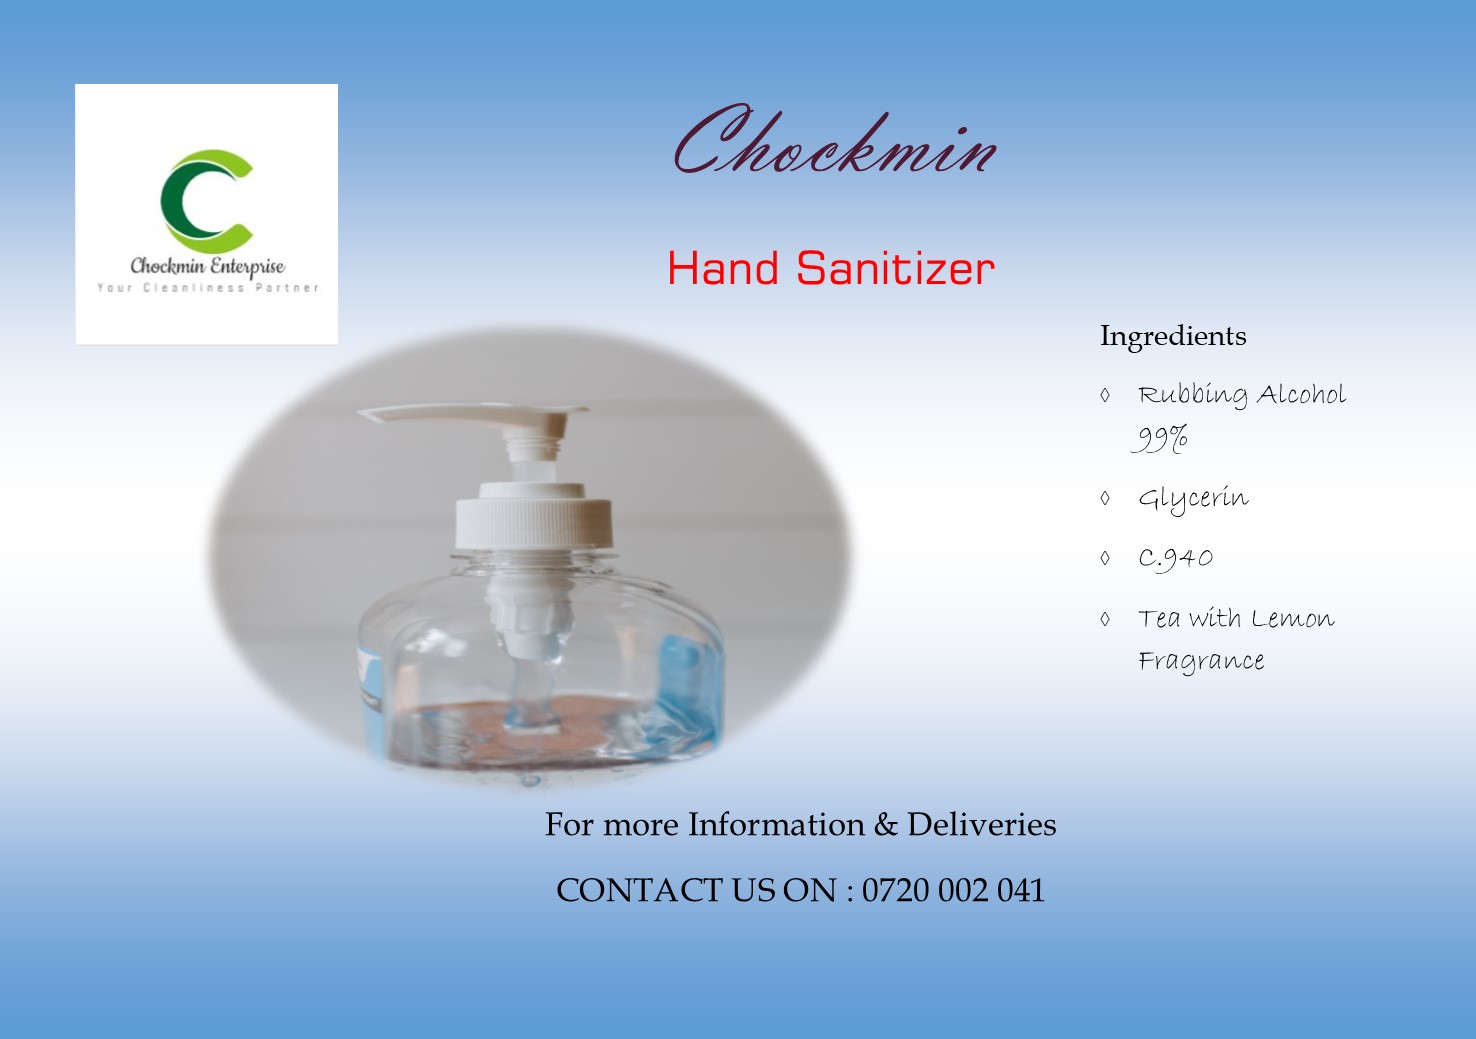 Chockmin Enterprise
Your Cleanliness Partner
Chockmin
Hand Sanitizer
Ingredients
◊ Rubbing Alcohol
99%
◊ Glycerin
◊ C.940
◊ Tea with Lemon
Fragrance
For more Information & Deliveries
CONTACT US ON : 0720 002 041